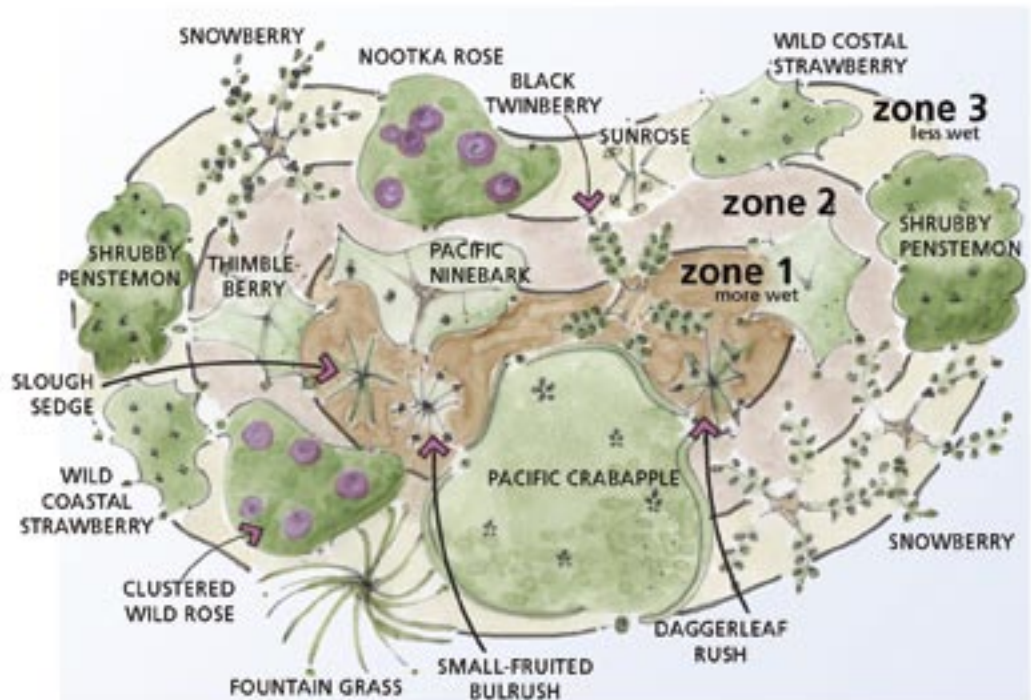 SNOWBERRY
NOOTKA ROSE
BLACK
TWINBERRY
SUNROSE
WILD COSTAL
STRAWBERRY
zone 3
less wet
zone 2
SHRUBBY
PENSTEMON
SHRUBBY
PENSTEMON
THIMBLE-
BERRY
PACIFIC
NINEBARK
zone 1
more wet
SLOUGH
SEDGE
WILD
COASTAL
STRAWBERRY
PACIFIC CRABAPPLE
SNOWBERRY
CLUSTERED
WILD ROSE
FOUNTAIN GRASS
SMALL-FRUITED
BULRUSH
DAGGERLEAF
RUSH